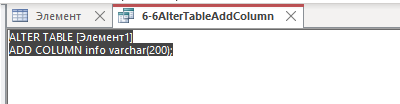 Элемент
6-6AlterTableAddColumn
ALTER TABLE [Элемент1]
ADD COLUMN info varchar(200);